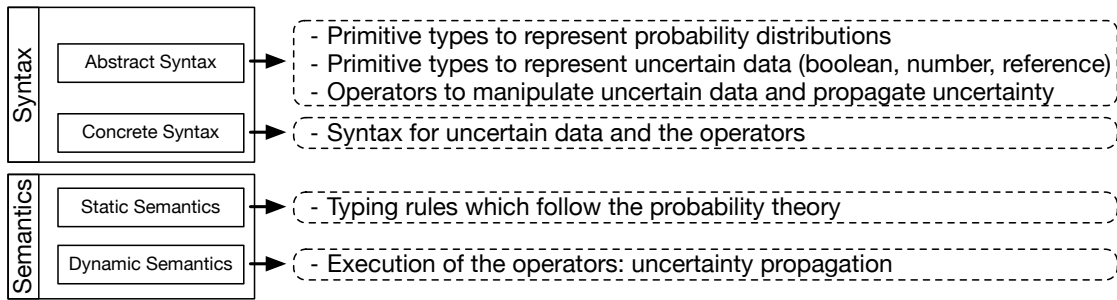 Syntax
Abstract Syntax
- Primitive types to represent probability distributions
- Primitive types to represent uncertain data (boolean, number, reference)
- Operators to manipulate uncertain data and propagate uncertainty
Concrete Syntax
- Syntax for uncertain data and the operators
Semantics
Static Semantics
- Typing rules which follow the probability theory
Dynamic Semantics
- Execution of the operators: uncertainty propagation